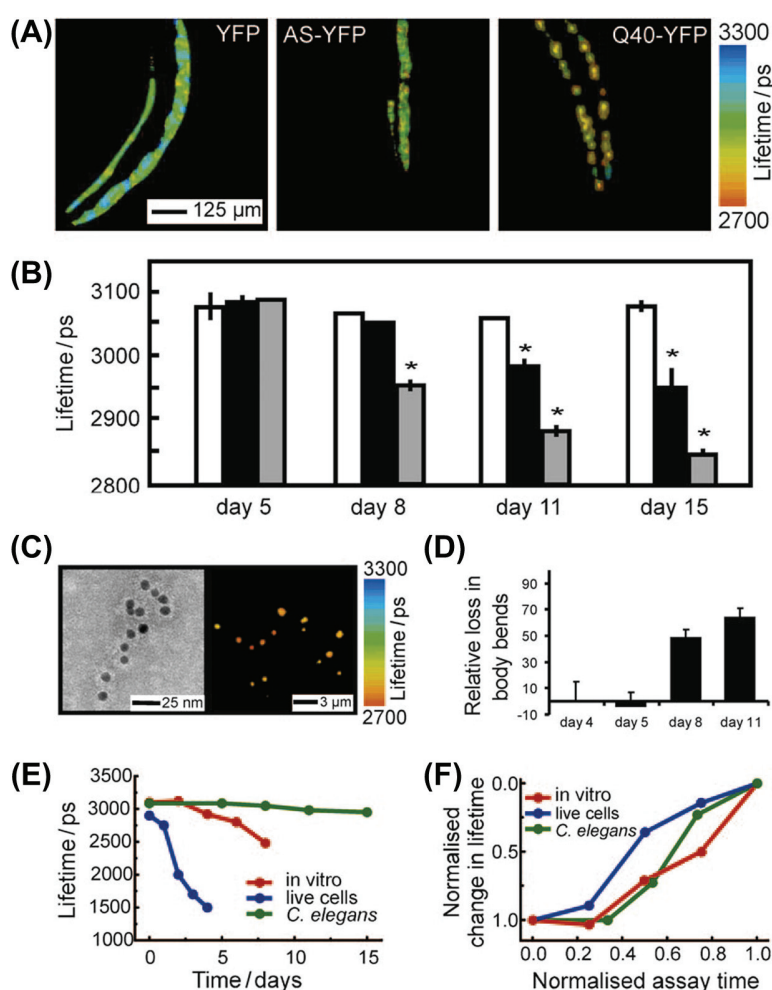 (A)
YFP
AS-YFP
Q40-YFP
125 µm
3300
Lifetime/ps
2700
(B)
Lifetime/ps
3100
3000
2900
2800
*
*
*
*
*
day 5
day 8
day 11
day 15
(C)
25 nm
3 µm
3300
Lifetime/ps
2700
(D)
Relative loss in
body bends
90
70
50
30
10
-10
day 4
day 5
day 8
day 11
(E)
Lifetime/ps
3500
3000
2500
2000
1500
1000
in vitro
live cells
C. elegans
0
5
10
15
Time/days
(F)
Normalised
change in lifetime
0.0
0.5
1.0
in vitro
live cells
C. elegans
0.0
0.2
0.4
0.6
0.8
1.0
Normalised assay time